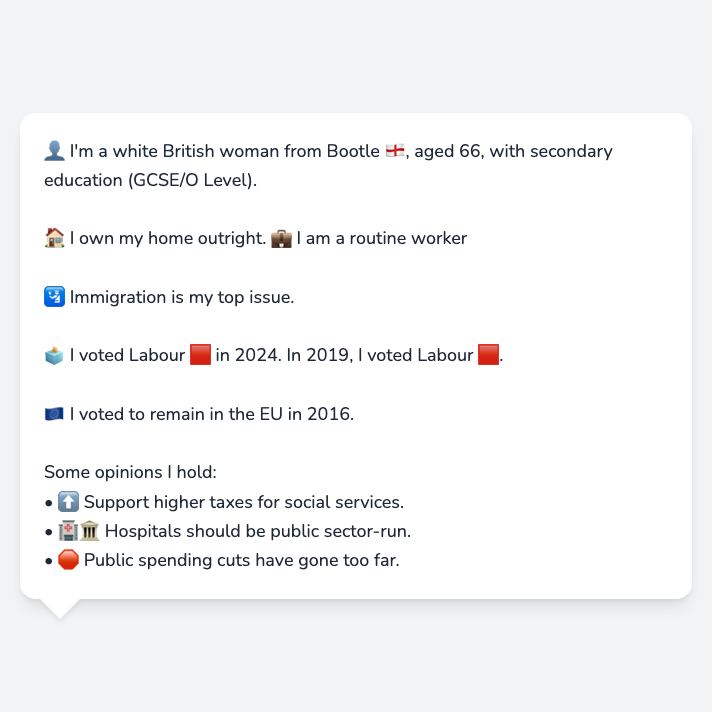 👤 I'm a white British woman from Bootle 🏴󠁧󠁢󠁥󠁮󠁧󠁿, aged 66, with secondary
education (GCSE/O Level).
🏠 I own my home outright. 💼 I am a routine worker
🛂 Immigration is my top issue.
🗳️ I voted Labour 🟥 in 2024. In 2019, I voted Labour 🟥.
🇪🇺 I voted to remain in the EU in 2016.
Some opinions I hold:
• ⬆️ Support higher taxes for social services.
• 🏥🏛️ Hospitals should be public sector-run.
• 🛑 Public spending cuts have gone too far.